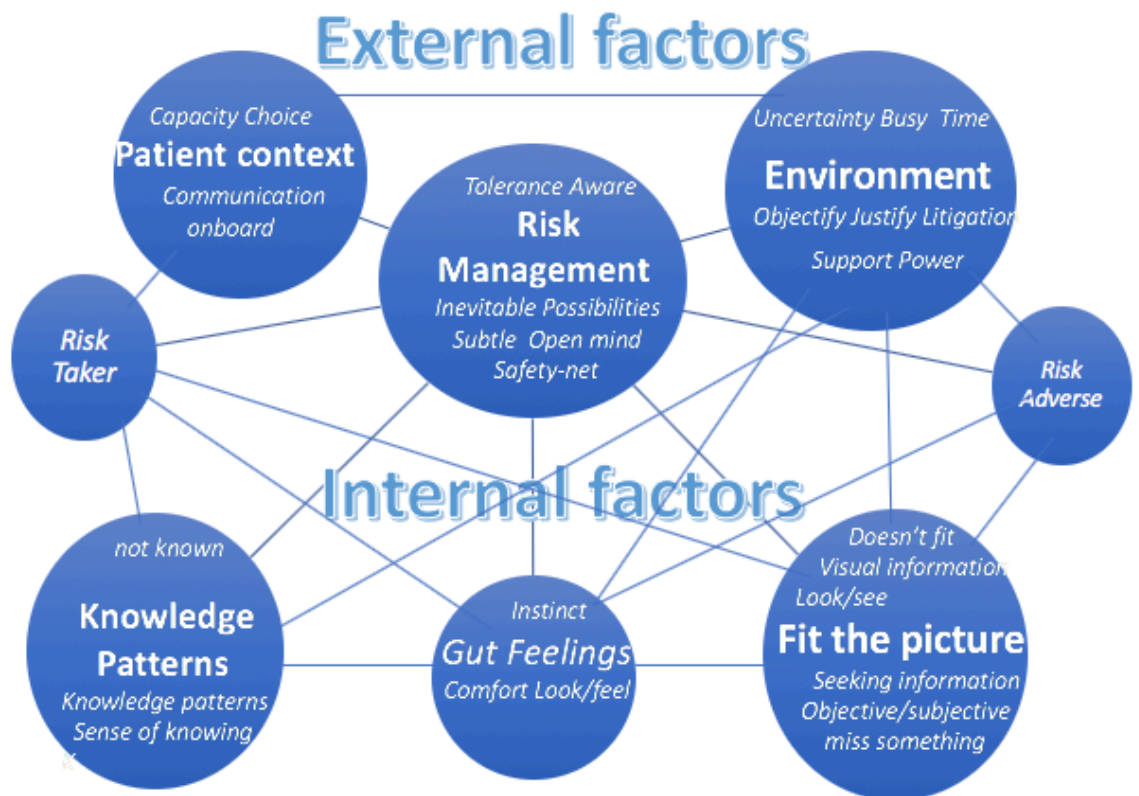 External factors
Capacity Choice
Patient context
Communication
onboard
Tolerance Aware
Risk
Management
Inevitable Possibilities
Subtle Open mind
Safety-net
Uncertainty Busy Time
Environment
Objectify Justify Litigation
Support Power
Risk
Taker
Risk
Adverse
Internal factors
not known
Knowledge
Patterns
Knowledge patterns
Sense of knowing
Instinct
Gut Feelings
Comfort Look/feel
Doesn't fit
Visual information
Look/see
Fit the picture
Seeking information
Objective/subjective
miss something